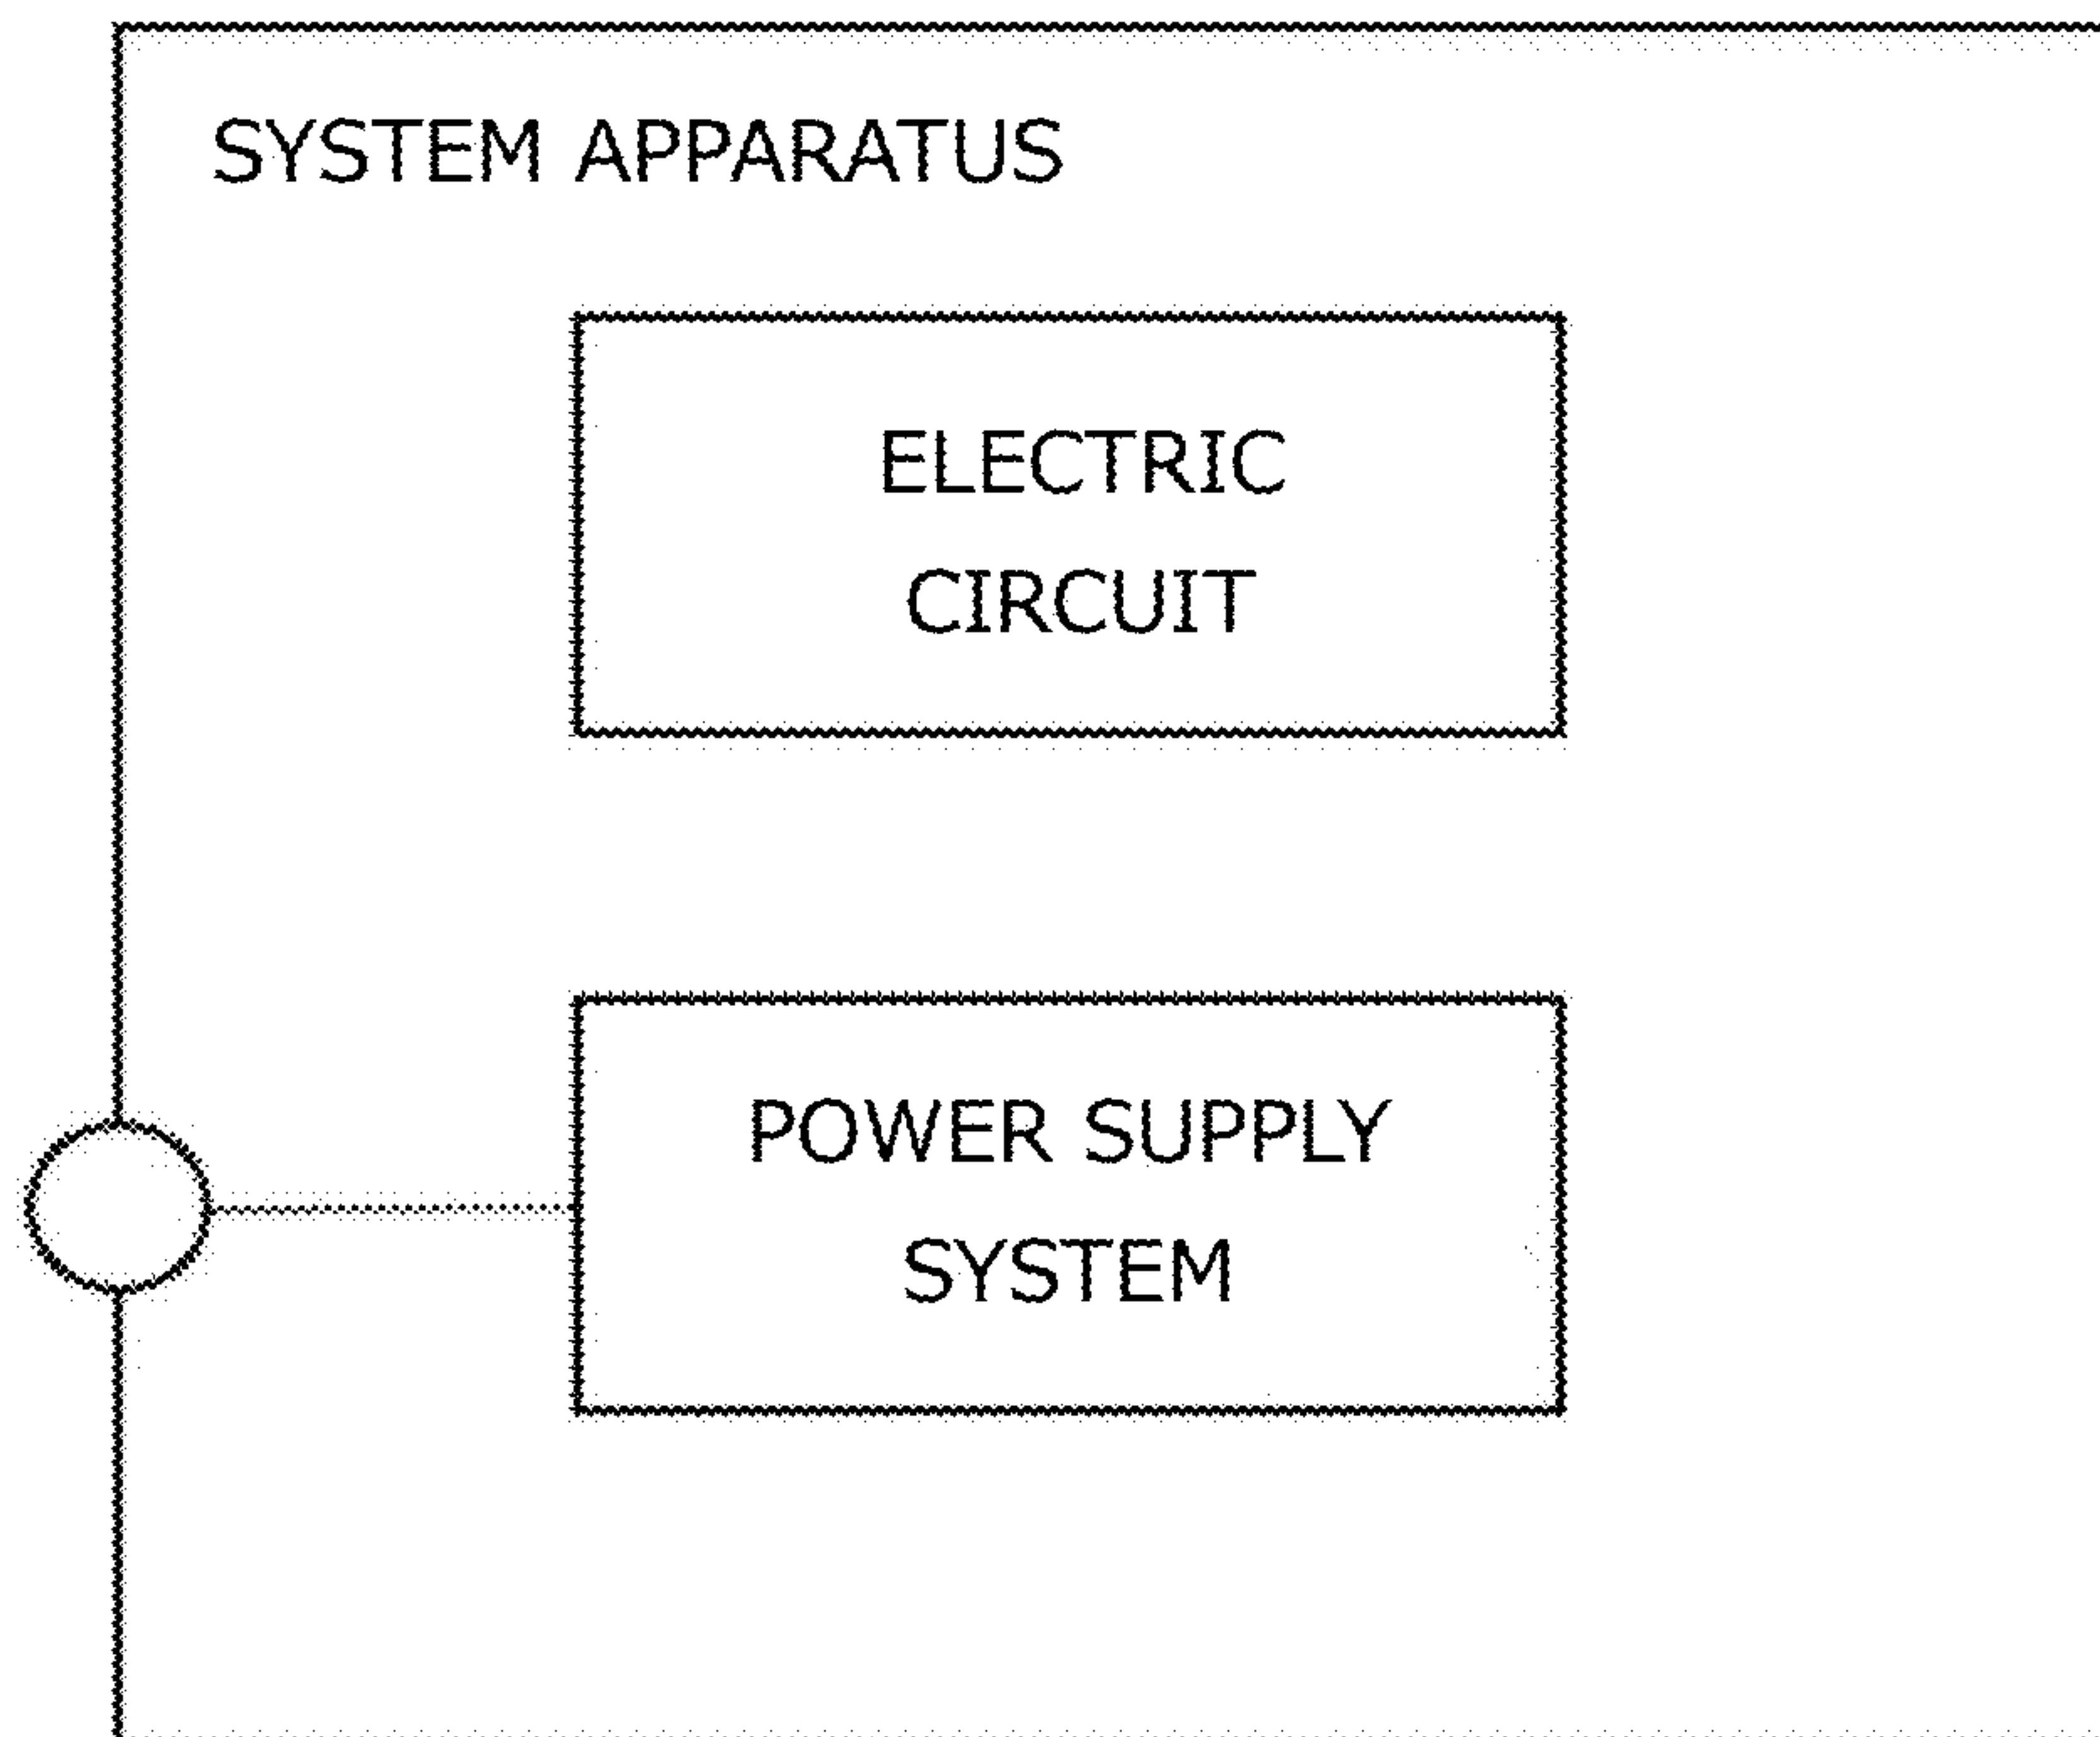 SYSTEM APPARATUS
ELECTRIC
CIRCUIT
POWER SUPPLY
SYSTEM